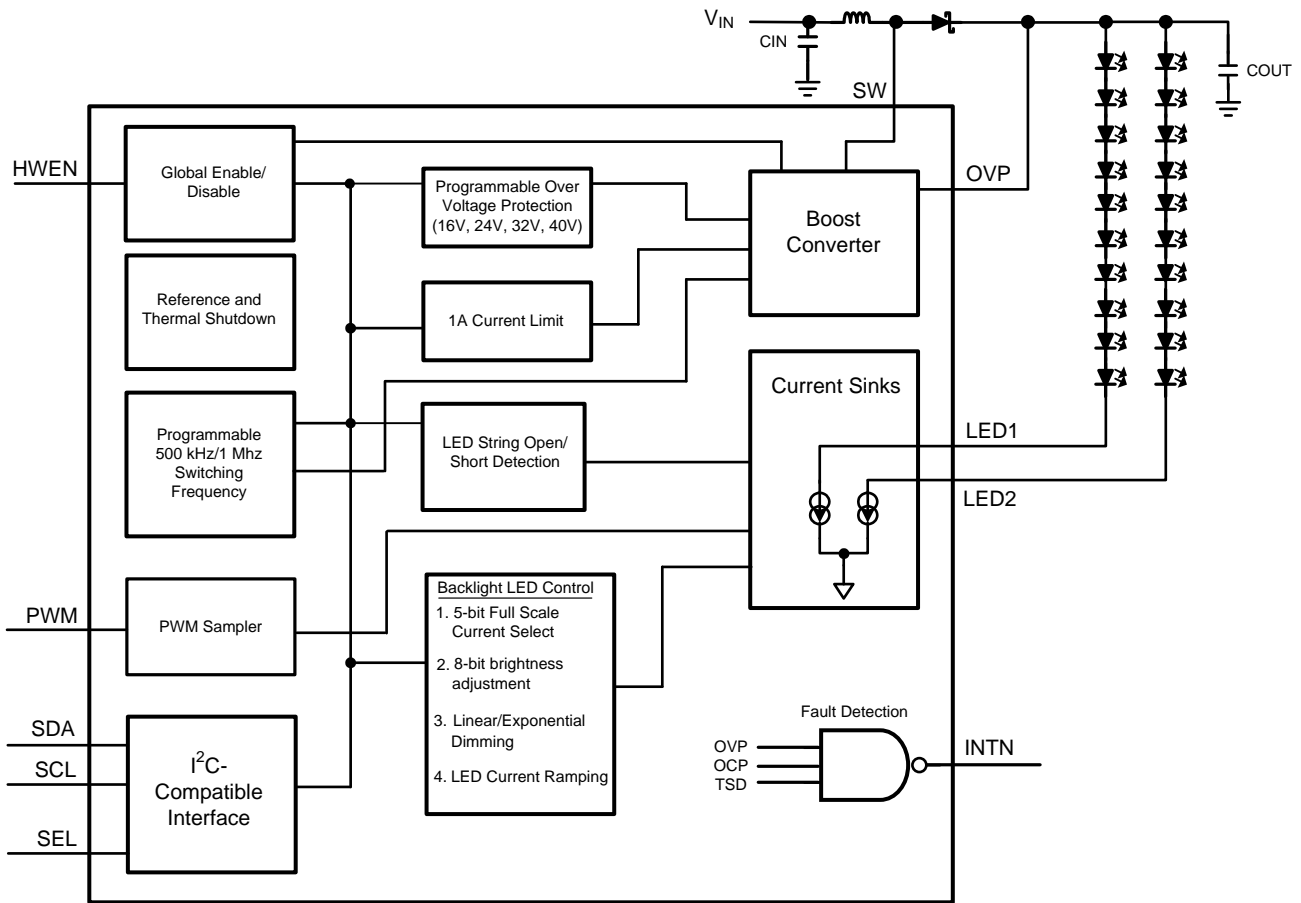 V_IN
CIN
COUT
SW
HWEN
Global Enable/
Disable
Programmable Over
Voltage Protection
(16V, 24V, 32V, 40V)
Boost
Converter
OVP
Reference and
Thermal Shutdown
1A Current Limit
Programmable
500 kHz/1 Mhz
Switching
Frequency
LED String Open/
Short Detection
Current Sinks
LED1
LED2
PWM
PWM Sampler
Backlight LED Control
1. 5-bit Full Scale
Current Select
2. 8-bit brightness
adjustment
3. Linear/Exponential
Dimming
4. LED Current Ramping
SDA
SCL
SEL
I²C-
Compatible
Interface
Fault Detection
OVP
OCP
TSD
INTN